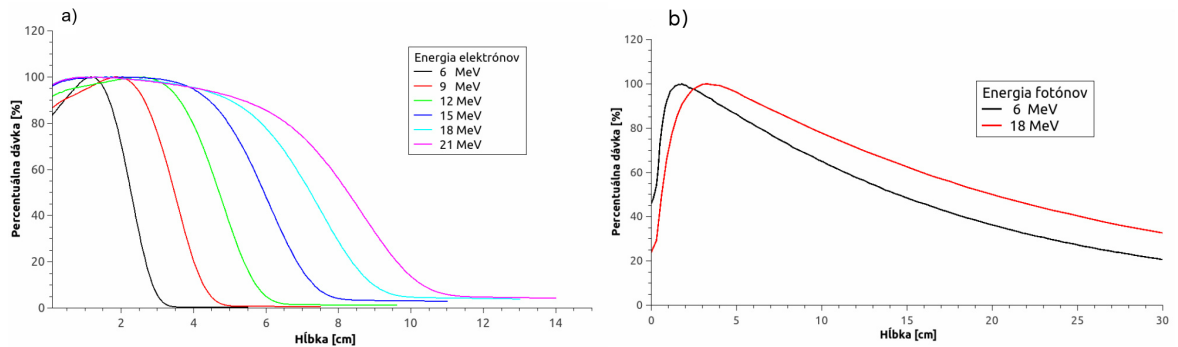 a)
120
100
80
60
40
20
0
2
4
6
8
10
12
14
Percentuálna dávka [%]
Hĺbka [cm]
Energia elektrónov
6 MeV
9 MeV
12 MeV
15 MeV
18 MeV
21 MeV
b)
120
100
80
60
40
20
0
0
5
10
15
20
25
30
Percentuálna dávka [%]
Hĺbka [cm]
Energia fotónov
6 MeV
18 MeV